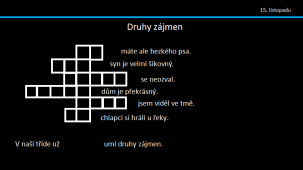 15. listopadu
Druhy zájmen
máte ale hezkého psa.
syn je velmi šikovný.
se neozval.
dům je překrásný.
jsem viděl ve tmě.
chlapci si hráli u řeky.
V naší třídě už umí druhy zájmen.